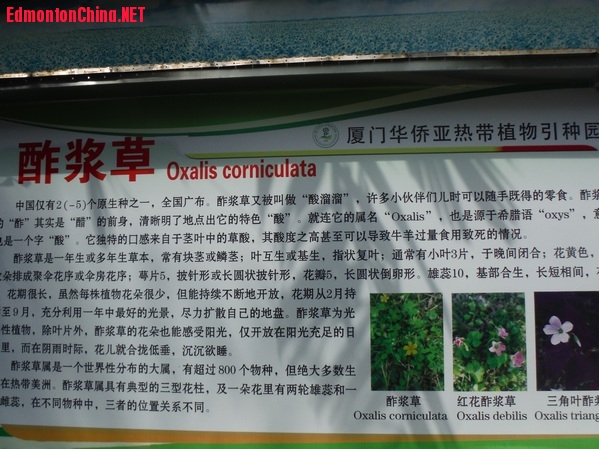 EdmontonChina.NET
厦门华侨亚热带植物引种园
酢浆草 Oxalis corniculata
中国仅有2(-5)个原生种之一，全国广布。酢浆草又被叫做“酸溜溜”，许多小伙伴们儿时可以随手既得的零食。酢浆
的“酢”其实是“醋”的前身，清晰明了地点出它的特色“酸”。就连它的属名“Oxalis”，也是源于希腊语“oxys”，意
也是一个字“酸”。它独特的口感来自于茎叶中的草酸，其酸度之高甚至可以导致牛羊过量食用致死的情况。
酢浆草是一年生或多年生草本，常有块茎或鳞茎；叶互生或基生，指状复叶；通常有小叶3片，于晚间闭合；花黄色，
伞房或聚伞花序或伞房花序；萼片5，披针形或长圆状披针形，花瓣5，长圆状倒卵形。雄蕊10，基部合生，长短相间，
花期很长，虽然每株植物花朵很少，但能持续不断地开放，花期从2月持
至9月，充分利用一年中最好的光景，尽力扩散自己的地盘。酢浆草为光
性植物，除叶片外，酢浆草的花朵也能感受阳光，仅开放在阳光充足的日
里，而在阴雨时际，花儿就合拢低垂，沉沉欲睡。
酢浆草属是一个世界性分布的大属，有超过800个物种，但绝大多数生
在热带美洲。酢浆草属具有典型的三型花柱，及一朵花里有两轮雄蕊和一
雌蕊，在不同物种中，三者的位置关系不同。
酢浆草 红花酢浆草 三角叶酢浆
Oxalis corniculata Oxalis debilis Oxalis triang